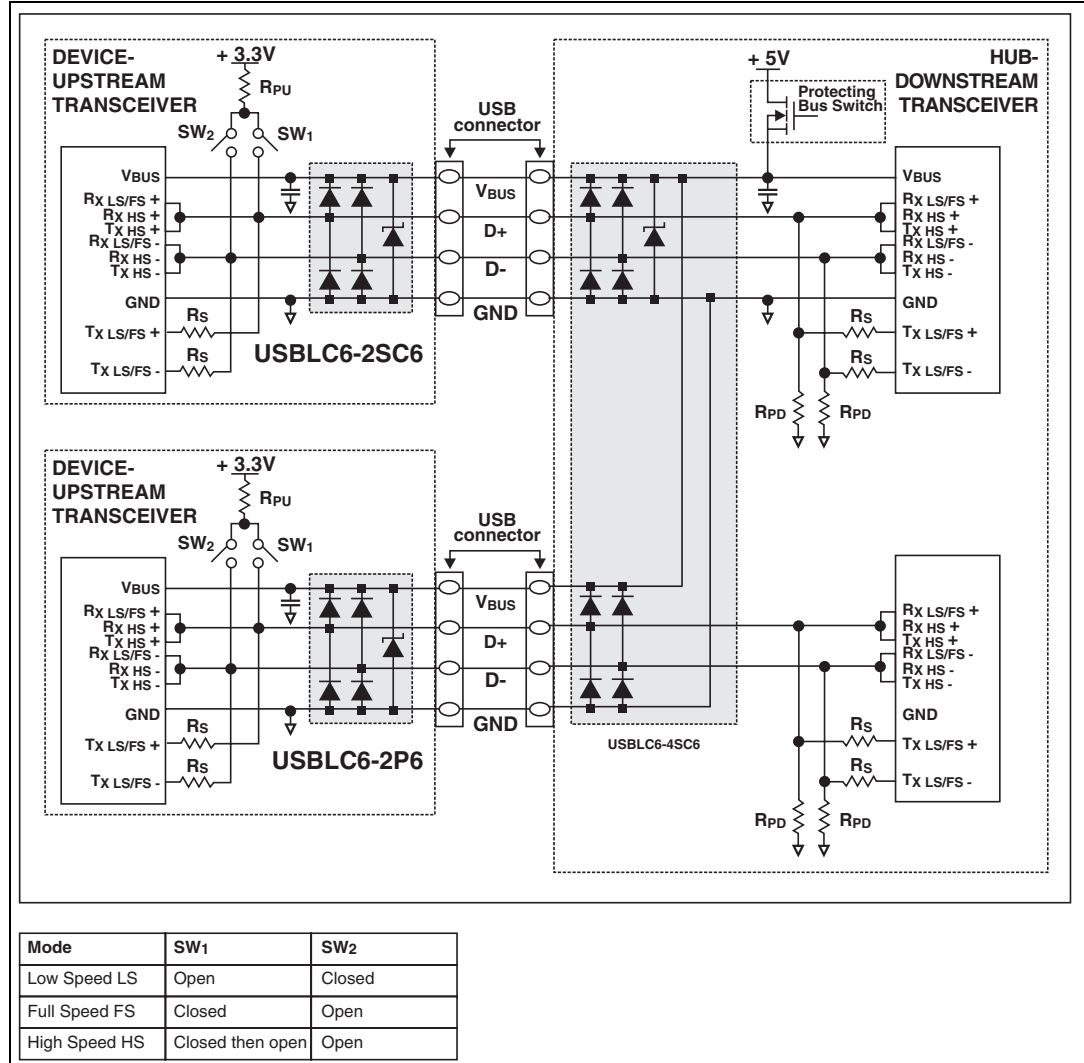 DEVICE-
UPSTREAM
TRANSCEIVER
+ 3.3V
RPU
SW2
SW1
VBUS
RX LS/FS +
RX HS +
TX HS +
RX LS/FS -
RX HS -
TX HS -
GND
TX LS/FS +
TX LS/FS -
RS
RS
USBLC6-2SC6
USB
connector
VBUS
D+
D-
GND
+ 5V
Protecting
Bus Switch
HUB-
DOWNSTREAM
TRANSCEIVER
VBUS
RX LS/FS +
RX HS +
TX HS +
RX LS/FS -
RX HS -
TX HS -
GND
TX LS/FS +
TX LS/FS -
RS
RS
RPD
RPD
DEVICE-
UPSTREAM
TRANSCEIVER
+ 3.3V
RPU
SW2
SW1
VBUS
RX LS/FS +
RX HS +
TX HS +
RX LS/FS -
RX HS -
TX HS -
GND
TX LS/FS +
TX LS/FS -
RS
RS
USBLC6-2P6
USB
connector
VBUS
D+
D-
GND
USBLC6-4SC6
RX LS/FS +
RX HS +
TX HS +
RX LS/FS -
RX HS -
TX HS -
GND
TX LS/FS +
TX LS/FS -
RS
RS
RPD
RPD
Mode SW1 SW2
Low Speed LS Open Closed
Full Speed FS Closed Open
High Speed HS Closed then open Open